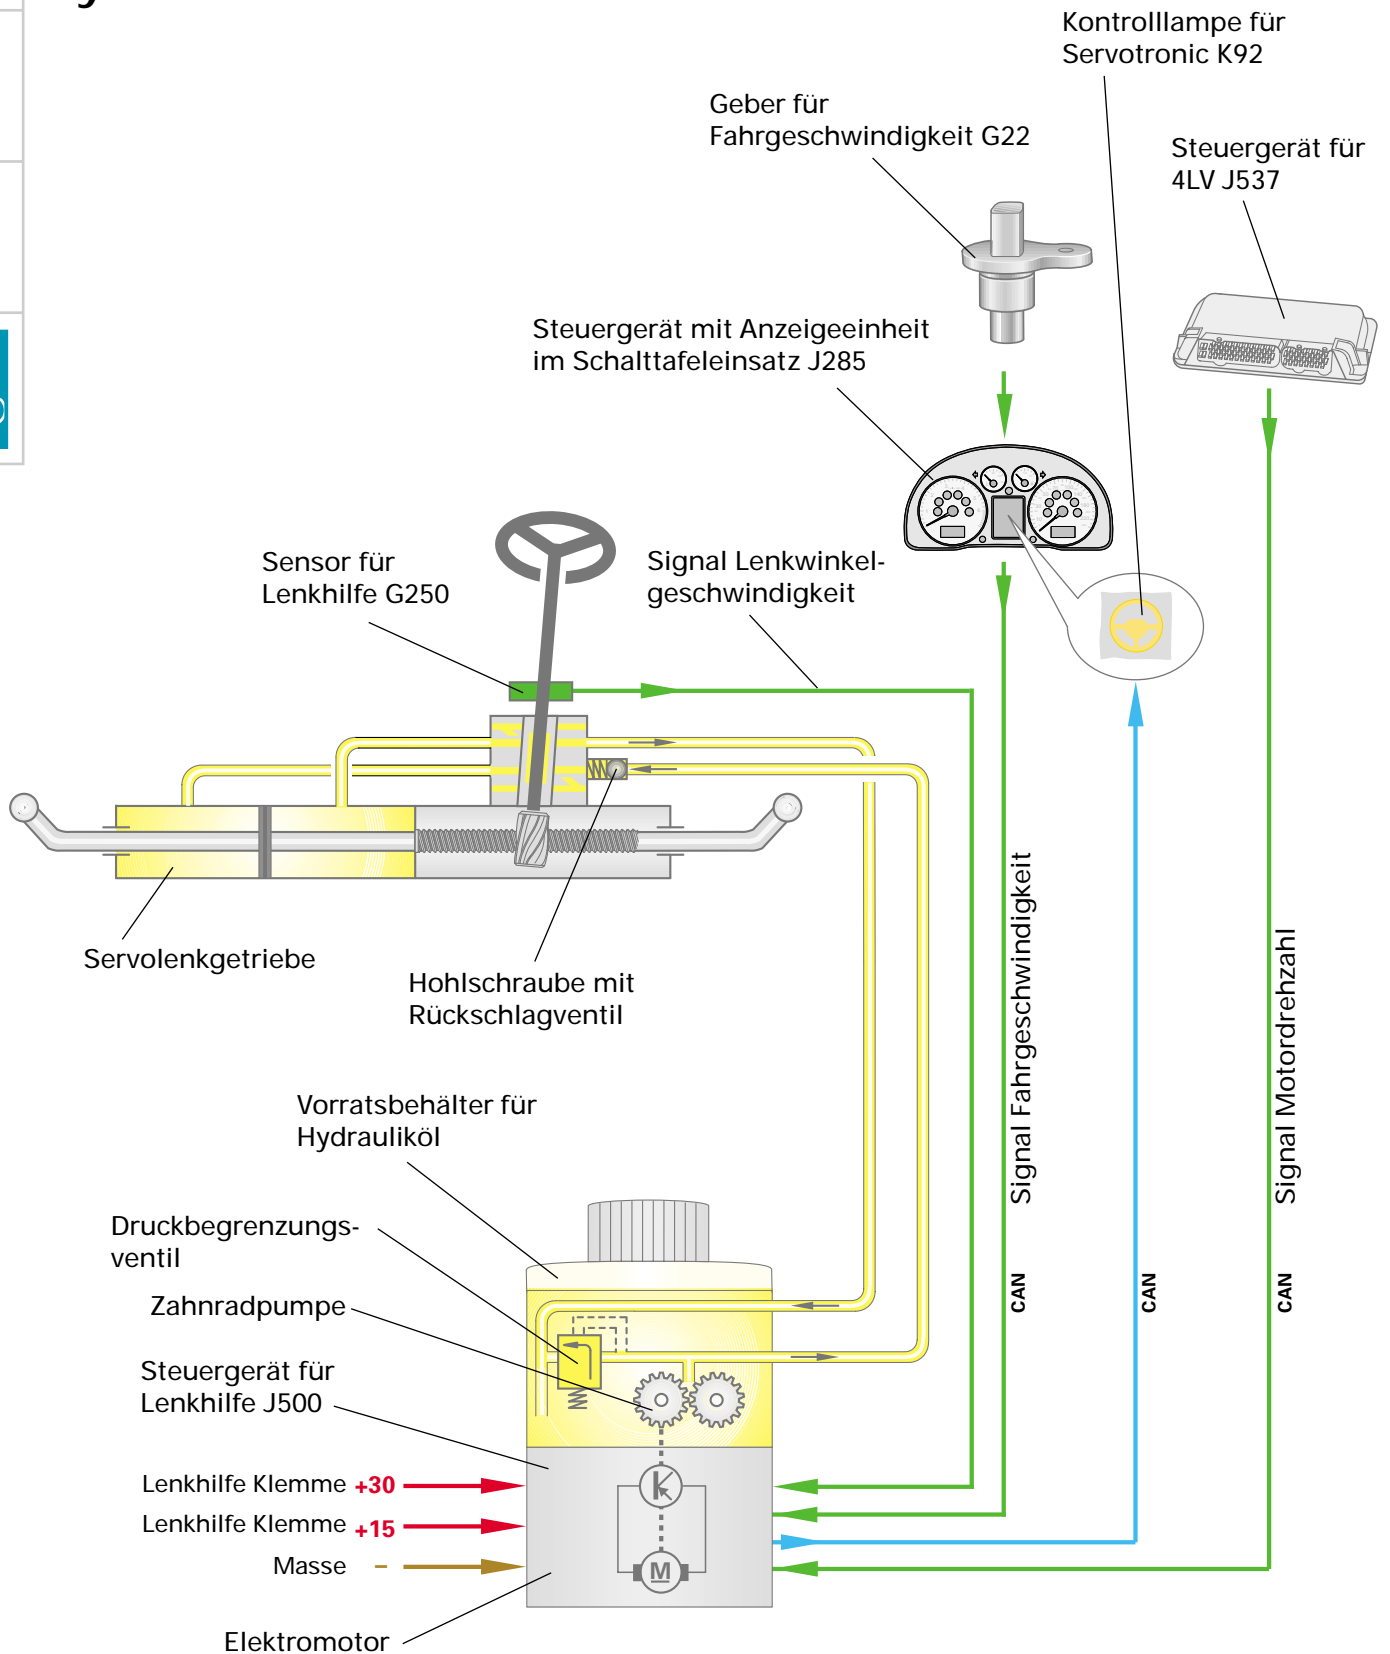 Kontrolllampe für
Servotronic K92
Geber für
Fahrgeschwindigkeit G22
Steuergerät für
4LV J537
Steuergerät mit Anzeigeeinheit
im Schalttafeleinsatz J285
Sensor für
Lenkhilfe G250
Signal Lenkwinkel-
geschwindigkeit
Servolenkgetriebe
Hohlschraube mit
Rückschlagventil
Signal Fahrgeschwindigkeit
Signal Motordrehzahl
Vorratsbehälter für
Hydrauliköl
Druckbegrenzungs-
ventil
Zahnradpumpe
CAN
CAN
CAN
Steuergerät für
Lenkhilfe J500
Lenkhilfe Klemme +30
Lenkhilfe Klemme +15
Masse –
M
Elektromotor